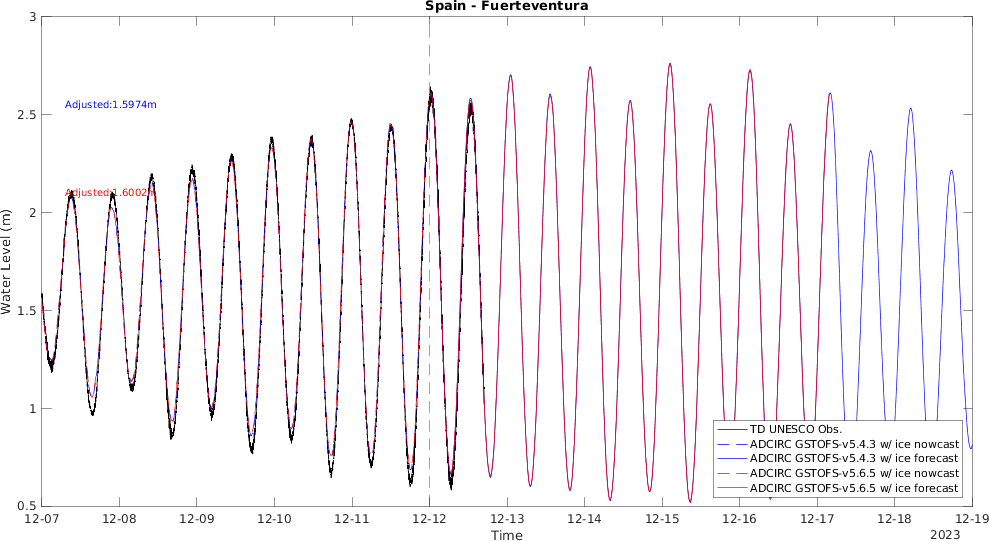 Spain - Fuerteventura
3
2.5
2
1.5
1
0.5
Water Level (m)
Adjusted:1.5974m
Adjusted:1.6002m
TD UNESCO Obs.
ADCIRC GSTOFS-v5.4.3 w/ ice nowcast
ADCIRC GSTOFS-v5.4.3 w/ ice forecast
ADCIRC GSTOFS-v5.6.5 w/ ice nowcast
ADCIRC GSTOFS-v5.6.5 w/ ice forecast
12-07 12-08 12-09 12-10 12-11 12-12 12-13 12-14 12-15 12-16 12-17 12-18 12-19
Time
2023